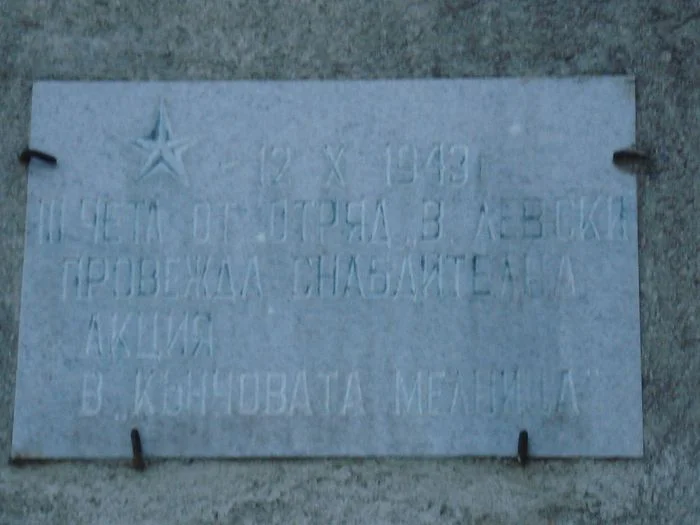 12 X 1943 г
III ЧЕТА ОТ ОТРЯД „В ЛЕВСКИ
ПРОВЕЖДА СНАБДИТЕЛНА
АКЦИЯ
В „КЪНЧОВАТА МЕЛНИЦА"